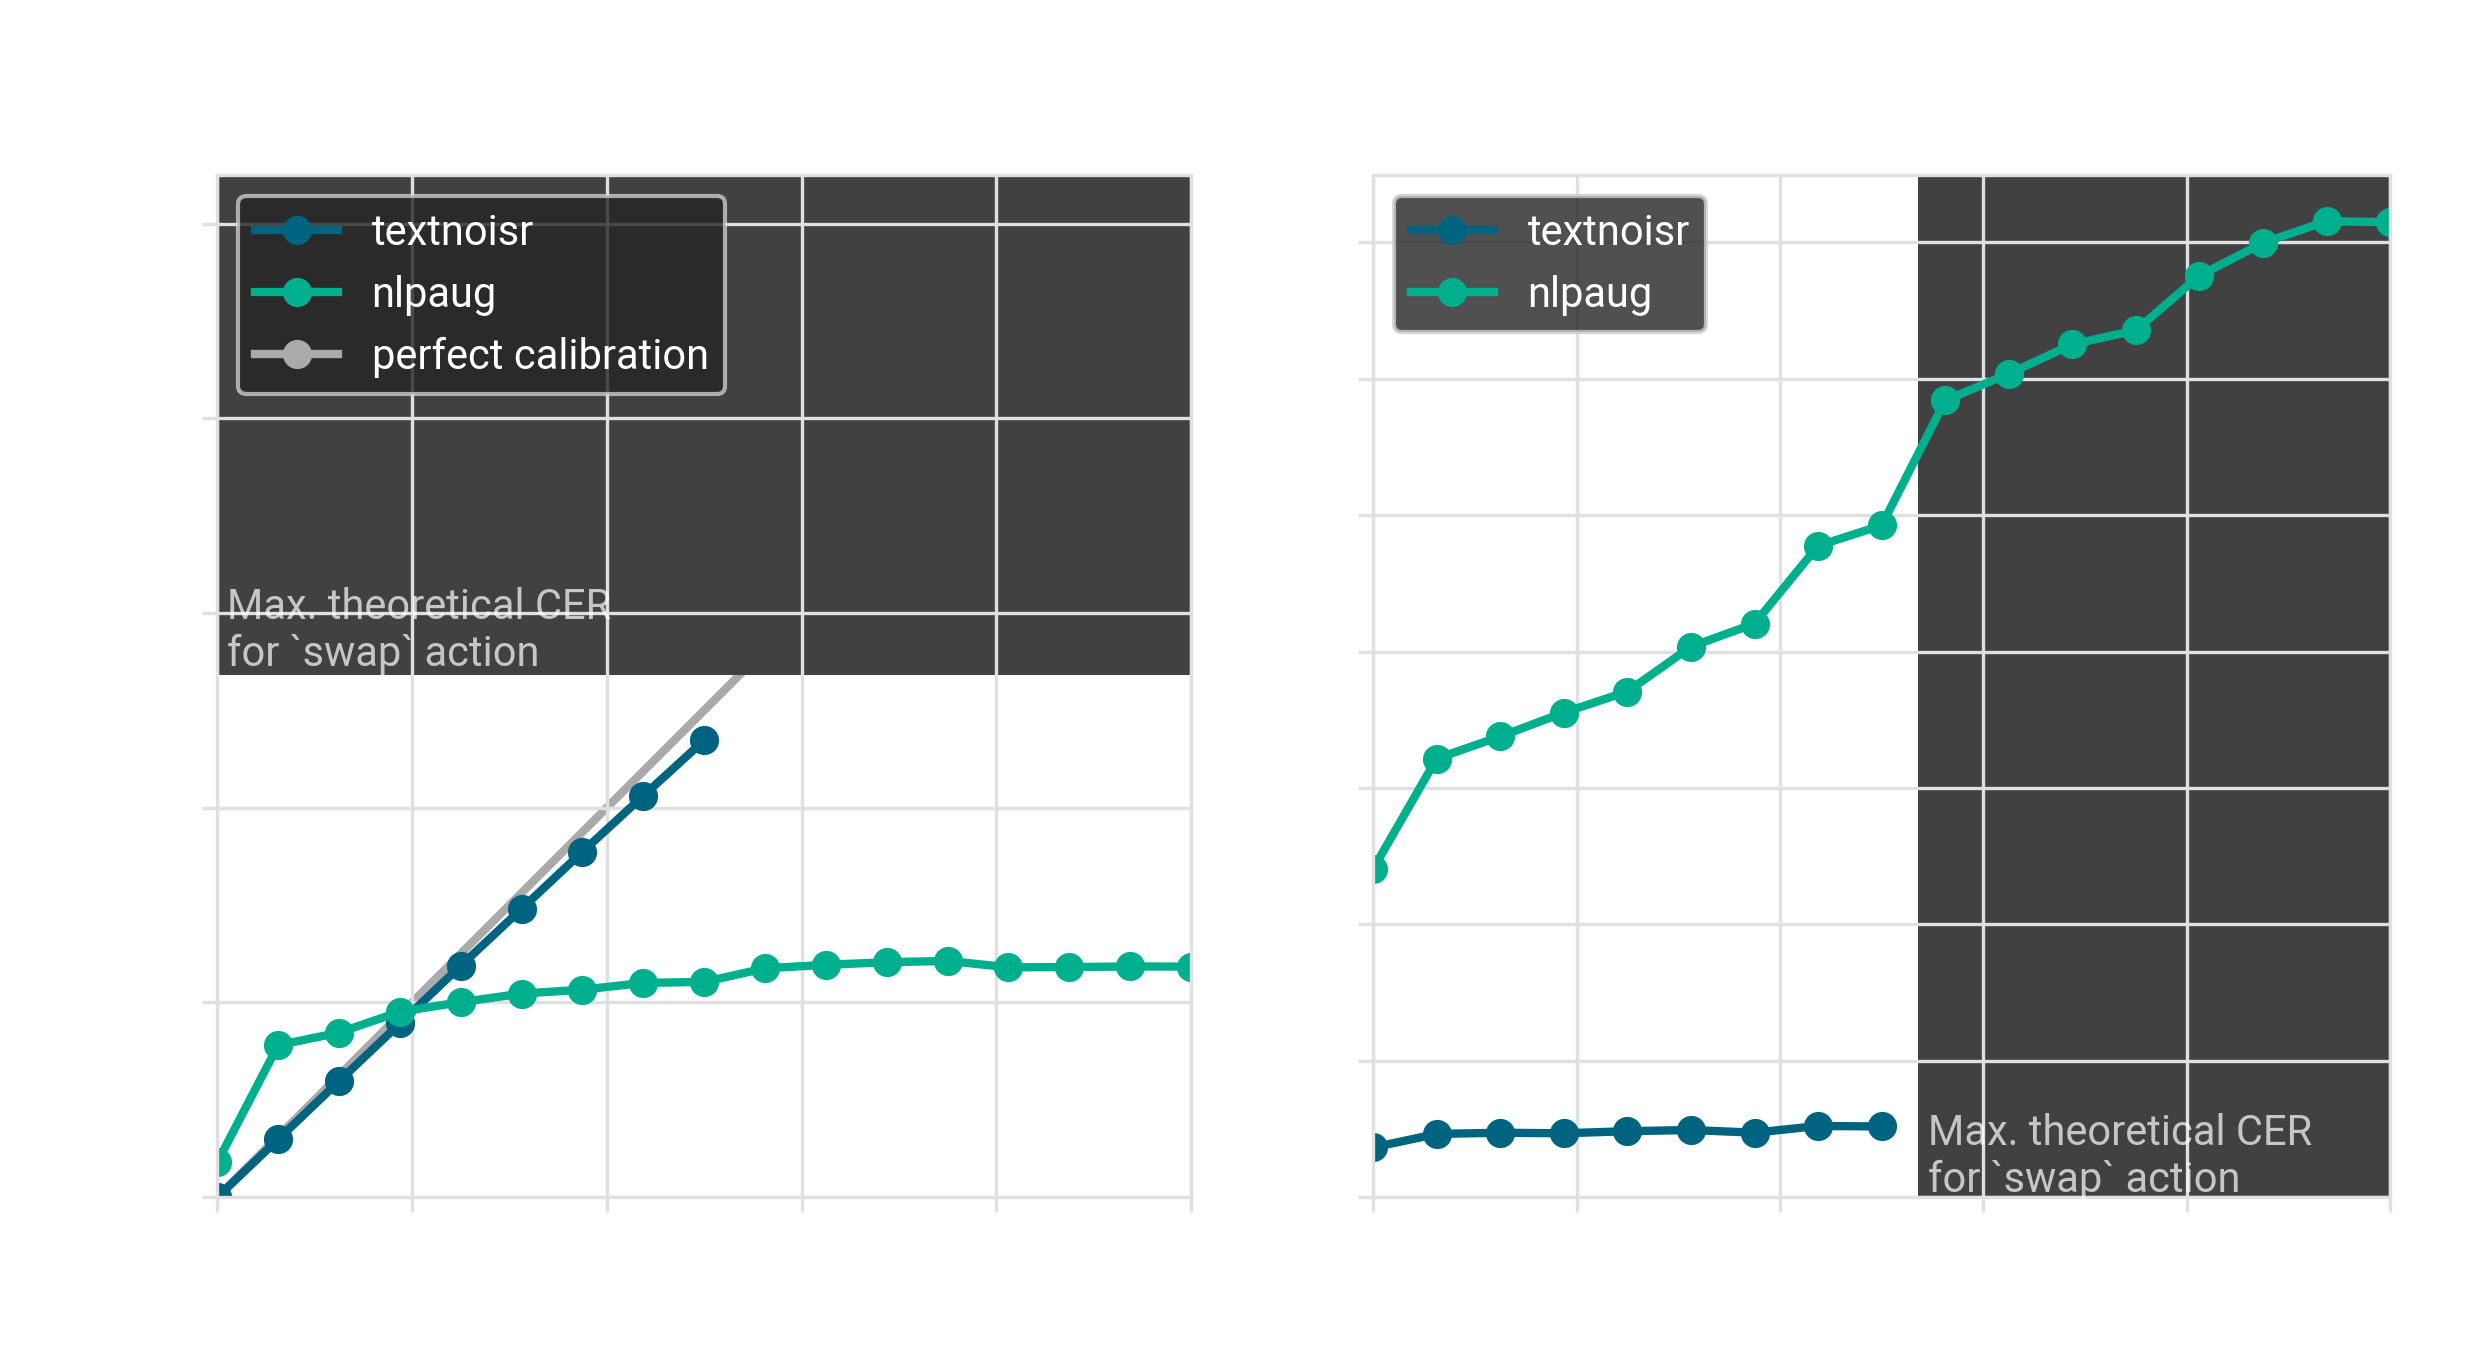 textnoisr
nlpaug
perfect calibration
Max. theoretical CER
for `swap` action
textnoisr
nlpaug
Max. theoretical CER
for `swap` action